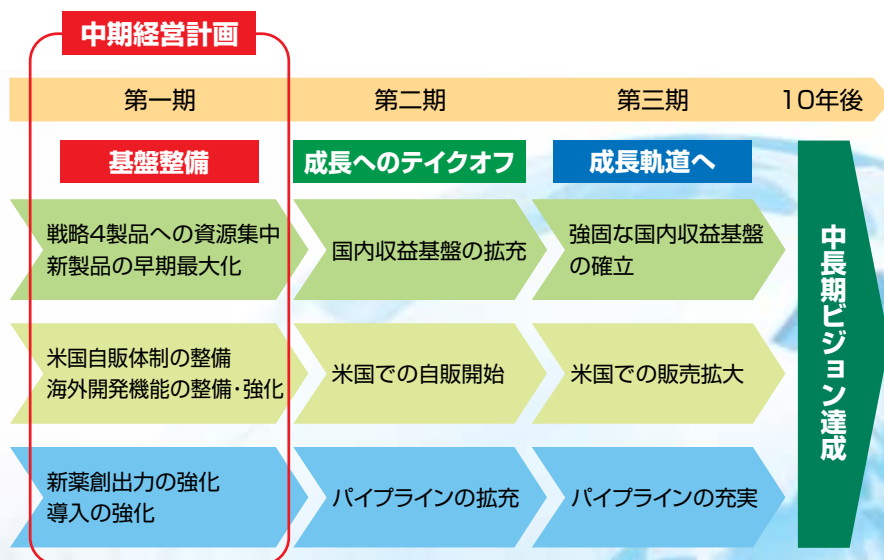 中期経営計画
第一期
第二期
第三期
10年後
基盤整備
成長へのテイクオフ
成長軌道へ
戦略4製品への資源集中
新製品の早期最大化
国内収益基盤の拡充
強固な国内収益基盤
の確立
米国自販体制の整備
海外開発機能の整備・強化
米国での自販開始
米国での販売拡大
新薬創出力の強化
導入の強化
パイプラインの拡充
パイプラインの充実
中長期ビジョン達成